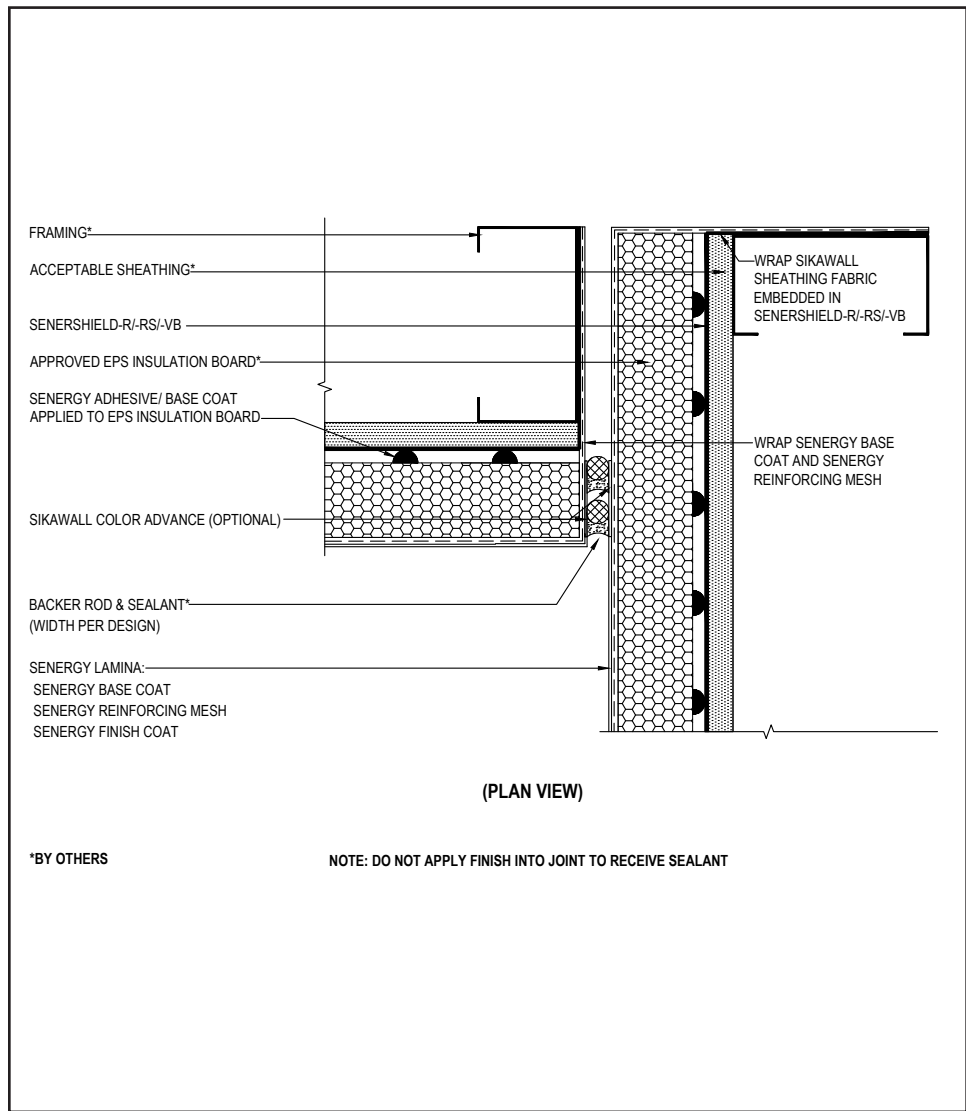 FRAMING*
ACCEPTABLE SHEATHING*
SENERSHIELD-R/-RS/-VB
APPROVED EPS INSULATION BOARD*
SENERGY ADHESIVE/ BASE COAT
APPLIED TO EPS INSULATION BOARD
SIKAWALL COLOR ADVANCE (OPTIONAL)
BACKER ROD & SEALANT*
(WIDTH PER DESIGN)
SENERGY LAMINA:
SENERGY BASE COAT
SENERGY REINFORCING MESH
SENERGY FINISH COAT
WRAP SIKAWALL
SHEATHING FABRIC
EMBEDDED IN
SENERSHIELD-R/-RS/-VB
WRAP SENERGY BASE
COAT AND SENERGY
REINFORCING MESH
(PLAN VIEW)
*BY OTHERS
NOTE: DO NOT APPLY FINISH INTO JOINT TO RECEIVE SEALANT